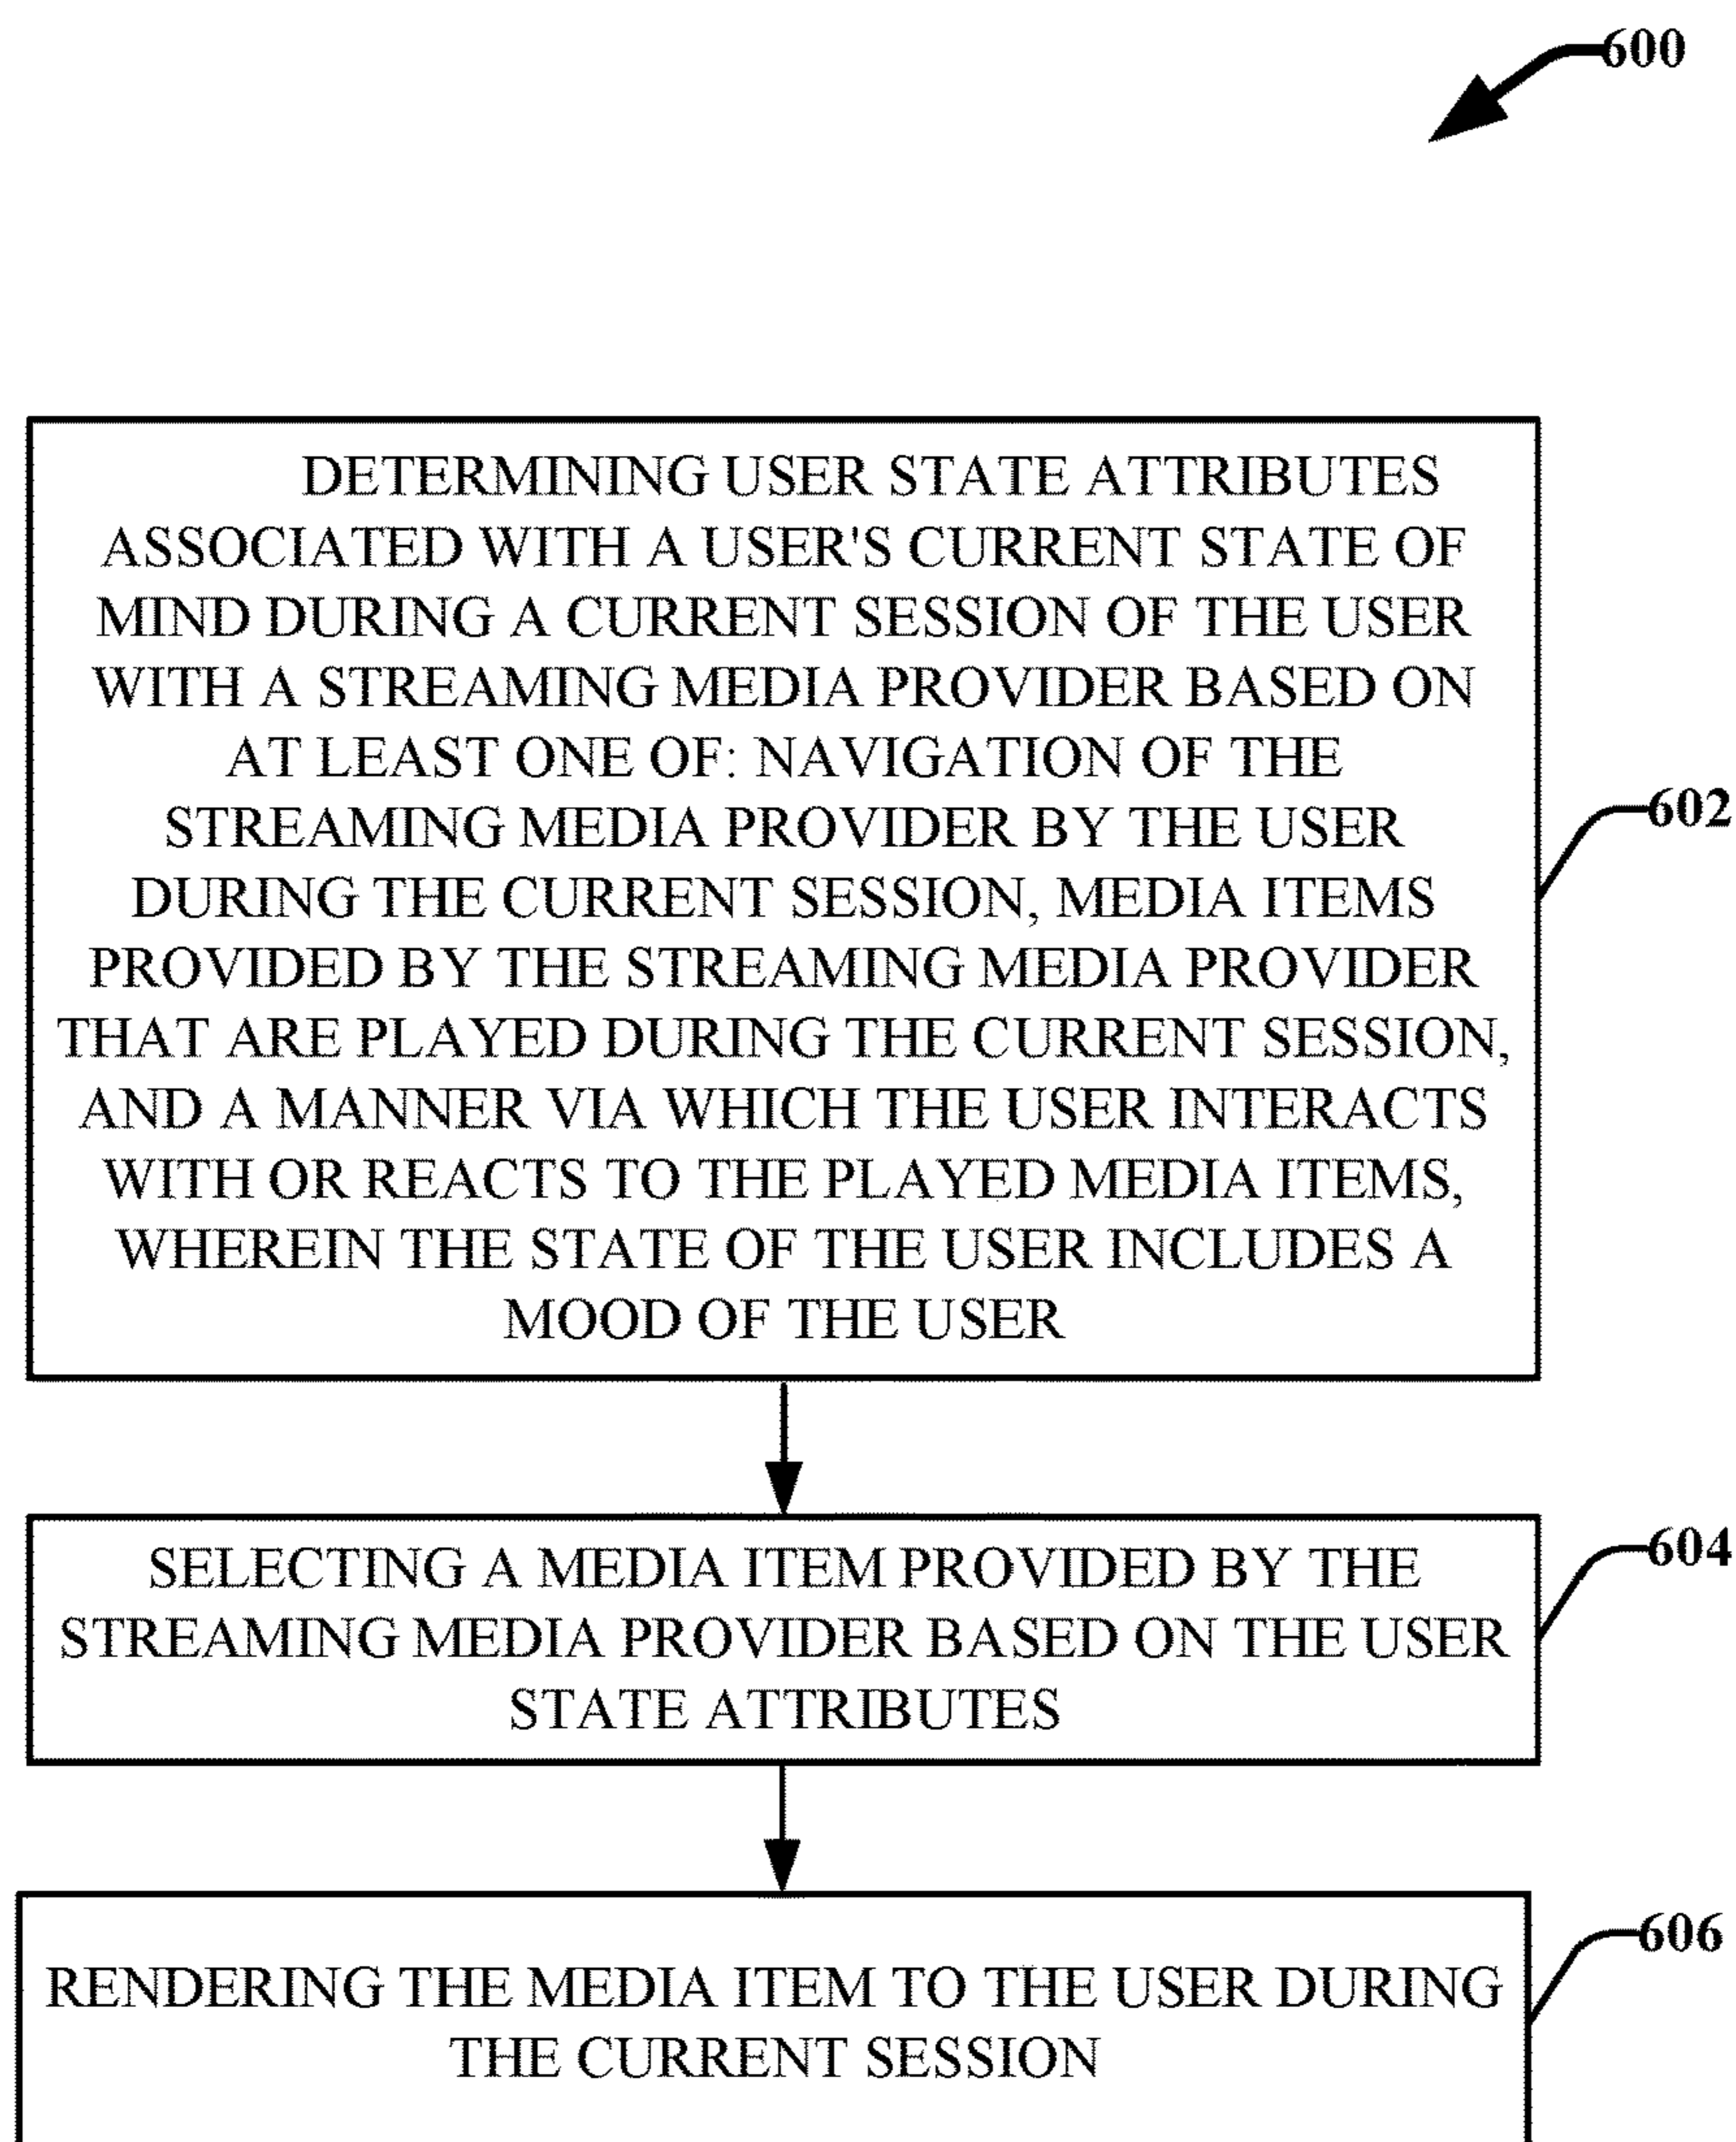 600
DETERMINING USER STATE ATTRIBUTES
ASSOCIATED WITH A USER'S CURRENT STATE OF
MIND DURING A CURRENT SESSION OF THE USER
WITH A STREAMING MEDIA PROVIDER BASED ON
AT LEAST ONE OF: NAVIGATION OF THE
STREAMING MEDIA PROVIDER BY THE USER
DURING THE CURRENT SESSION, MEDIA ITEMS
PROVIDED BY THE STREAMING MEDIA PROVIDER
THAT ARE PLAYED DURING THE CURRENT SESSION,
AND A MANNER VIA WHICH THE USER INTERACTS
WITH OR REACTS TO THE PLAYED MEDIA ITEMS,
WHEREIN THE STATE OF THE USER INCLUDES A
MOOD OF THE USER
602
SELECTING A MEDIA ITEM PROVIDED BY THE
STREAMING MEDIA PROVIDER BASED ON THE USER
STATE ATTRIBUTES
604
RENDERING THE MEDIA ITEM TO THE USER DURING
THE CURRENT SESSION
606